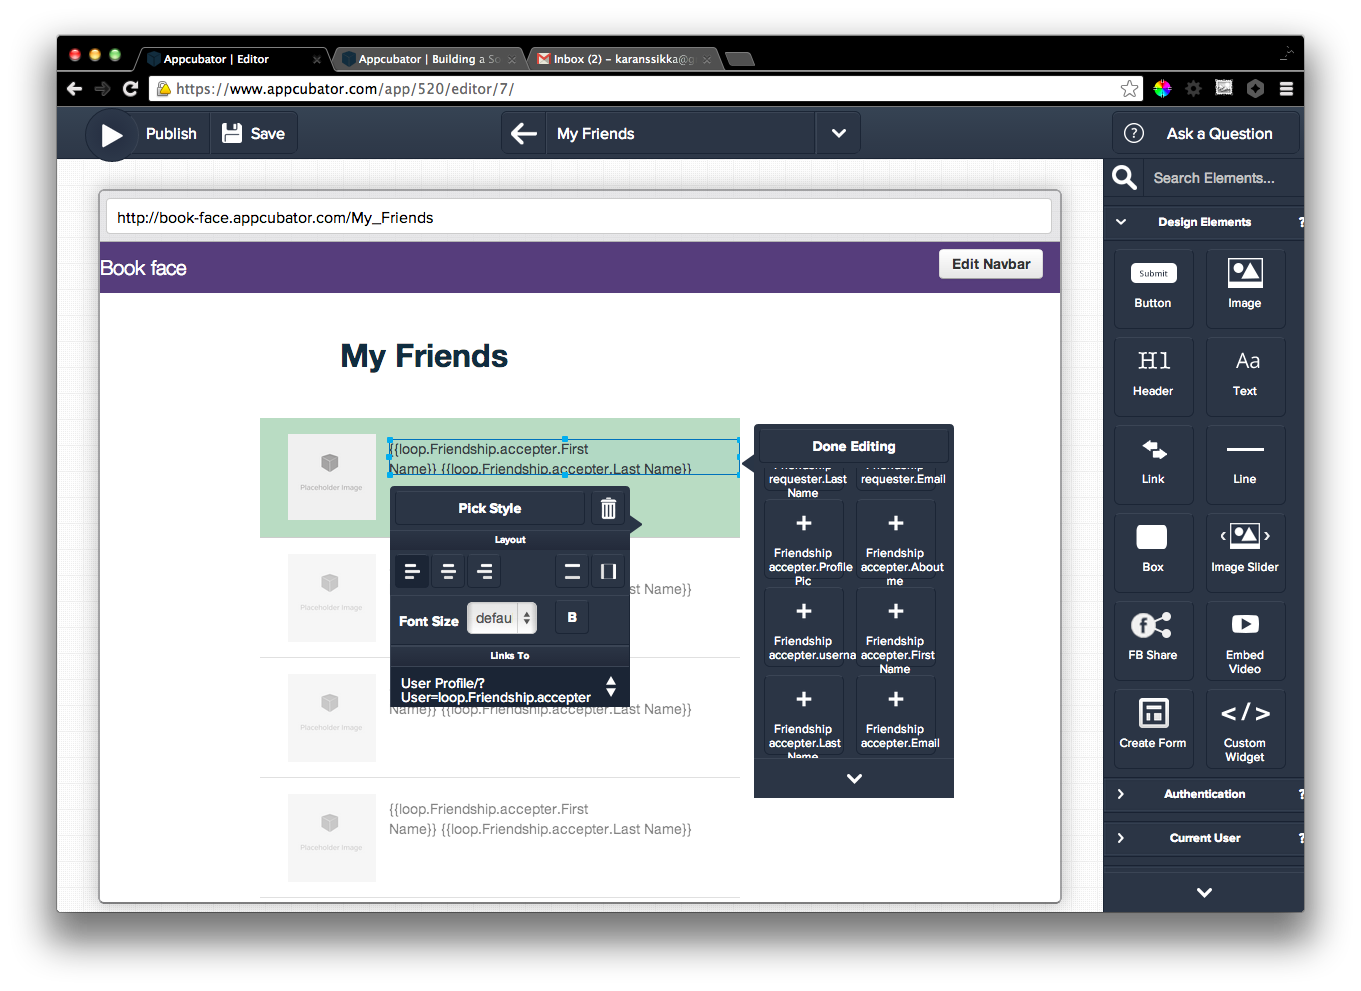 Appcubator | Editor
Appcubator | Building a So
Inbox (2) – karanssikka@g
https://www.appcubator.com/app/520/editor/7/
Publish
Save
My Friends
Ask a Question
Search Elements...
http://book-face.appcubator.com/My_Friends
Book face
Edit Navbar
My Friends
Placeholder Image
{{loop.Friendship.accepter.First
Name}} {{loop.Friendship.accepter.Last Name}}
Pick Style
Layout
Font Size
defau
B
Links To
User Profile/?
User=loop.Friendship.accepter
Placeholder Image
st Name}}
Placeholder Image
Name}} {{loop.Friendship.accepter.Last Name}}
Placeholder Image
{{loop.Friendship.accepter.First
Name}} {{loop.Friendship.accepter.Last Name}}
Done Editing
Friendship
requester.Last
Name
Friendship
requester.Email
Friendship
accepter.Profile
Pic
Friendship
accepter.About
me
Friendship
accepter.userna
Friendship
accepter.First
Name
Friendship
accepter.Last
Name
Friendship
accepter.Email
Design Elements
?
Submit
Button
Image
H1
Header
Aa
Text
Link
Line
Box
Image Slider
FB Share
Embed
Video
Create Form
Custom
Widget
Authentication
?
Current User
?